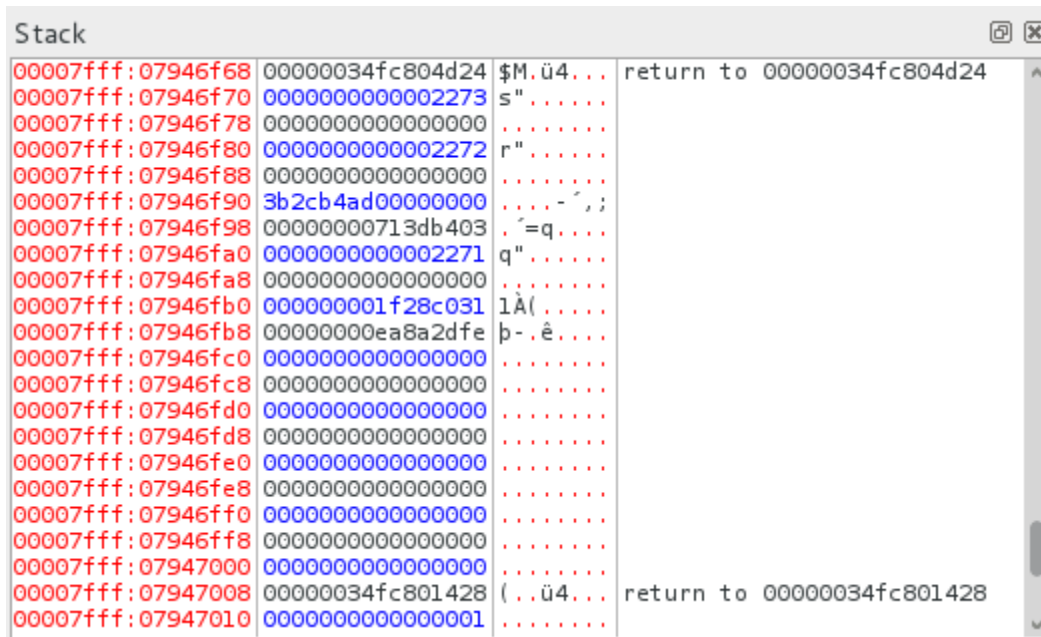 Stack
00007fff:07946f68 00000034fc804d24 $M.ü4... return to 00000034fc804d24
00007fff:07946f70 0000000000002273 s"......
00007fff:07946f78 0000000000000000 ........
00007fff:07946f80 0000000000002272 r"......
00007fff:07946f88 0000000000000000 ........
00007fff:07946f90 3b2cb4ad00000000 ....-´,;
00007fff:07946f98 00000000713db403 .´=q....
00007fff:07946fa0 0000000000002271 q"......
00007fff:07946fa8 0000000000000000 ........
00007fff:07946fb0 000000001f28c031 1À(.....
00007fff:07946fb8 00000000ea8a2dfe þ-.ê....
00007fff:07946fc0 0000000000000000 ........
00007fff:07946fc8 0000000000000000 ........
00007fff:07946fd0 0000000000000000 ........
00007fff:07946fd8 0000000000000000 ........
00007fff:07946fe0 0000000000000000 ........
00007fff:07946fe8 0000000000000000 ........
00007fff:07946ff0 0000000000000000 ........
00007fff:07946ff8 0000000000000000 ........
00007fff:07947000 0000000000000000 ........
00007fff:07947008 00000034fc801428 (..ü4... return to 00000034fc801428
00007fff:07947010 0000000000000001 ........